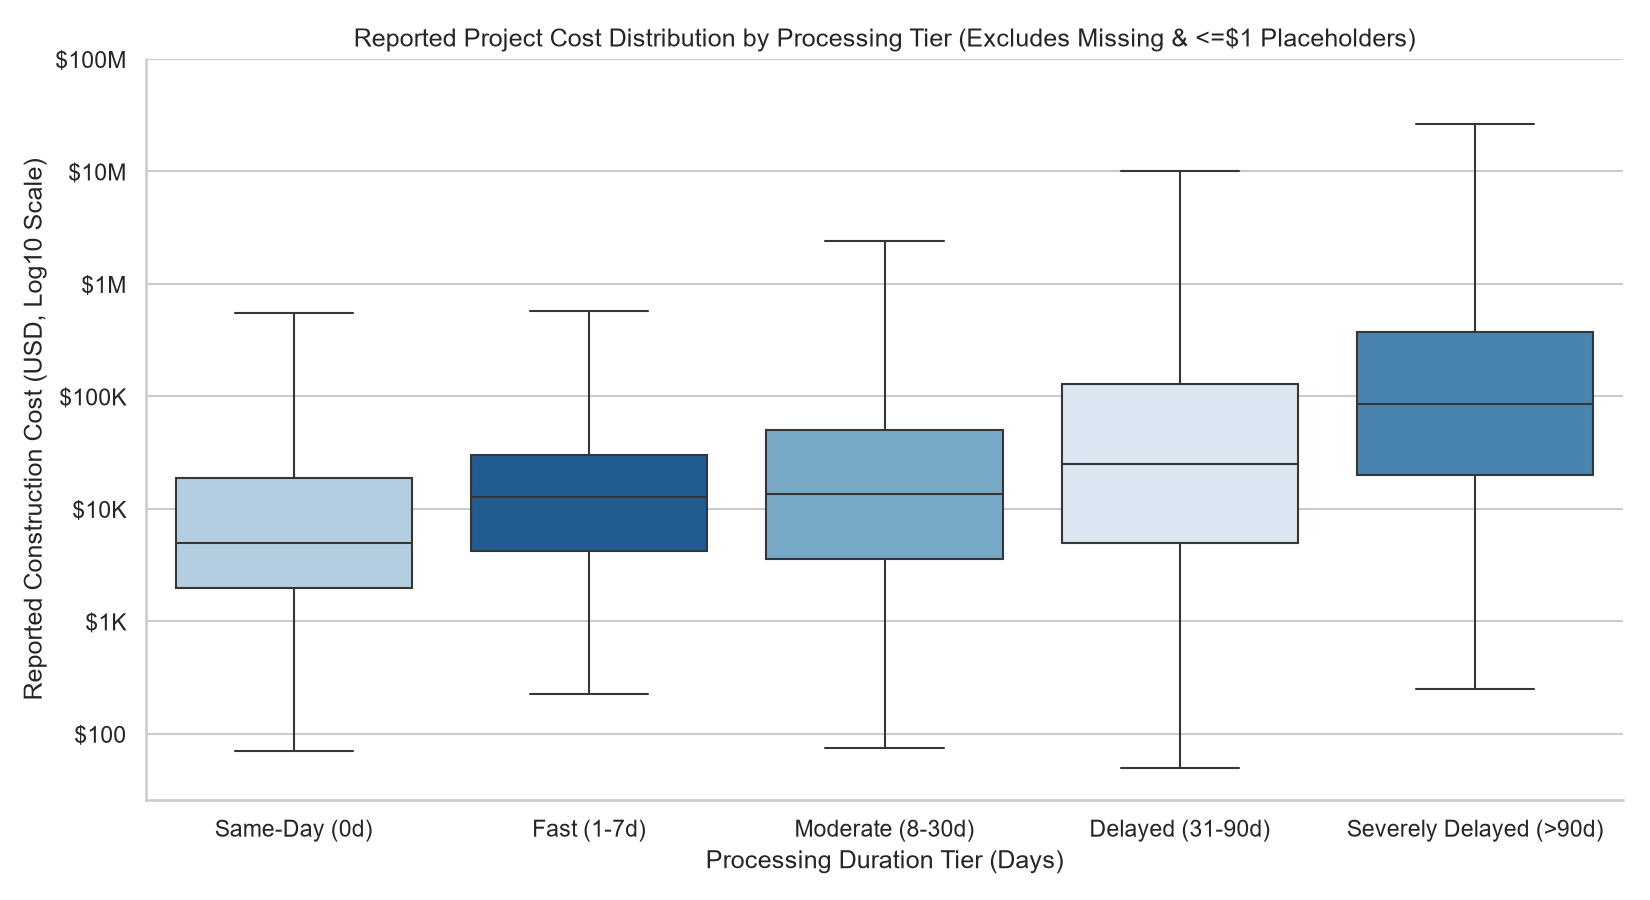 Reported Project Cost Distribution by Processing Tier (Excludes Missing & <=$1 Placeholders)
$100M
$10M
$1M
$100K
$10K
$1K
$100
Reported Construction Cost (USD, Log10 Scale)
Same-Day (0d)
Fast (1-7d)
Moderate (8-30d)
Delayed (31-90d)
Severely Delayed (>90d)
Processing Duration Tier (Days)